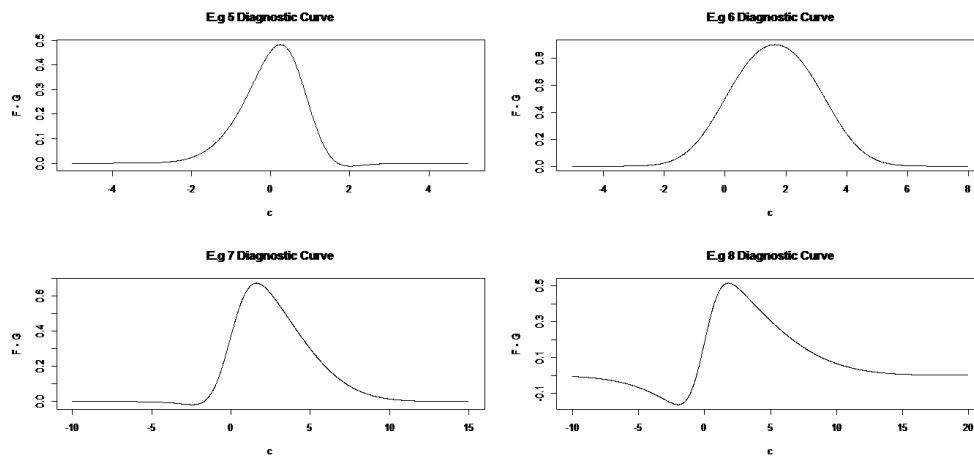 E.g 5 Diagnostic Curve
F - G
0.0 0.1 0.2 0.3 0.4 0.5
-4 -2 0 2 4
c
E.g 6 Diagnostic Curve
F - G
0.0 0.2 0.4 0.6 0.8
-4 -2 0 2 4 6 8
c
E.g 7 Diagnostic Curve
F - G
0.0 0.2 0.4 0.6
-10 -5 0 5 10 15
c
E.g 8 Diagnostic Curve
F - G
-0.1 0.1 0.3 0.5
-10 -5 0 5 10 15 20
c